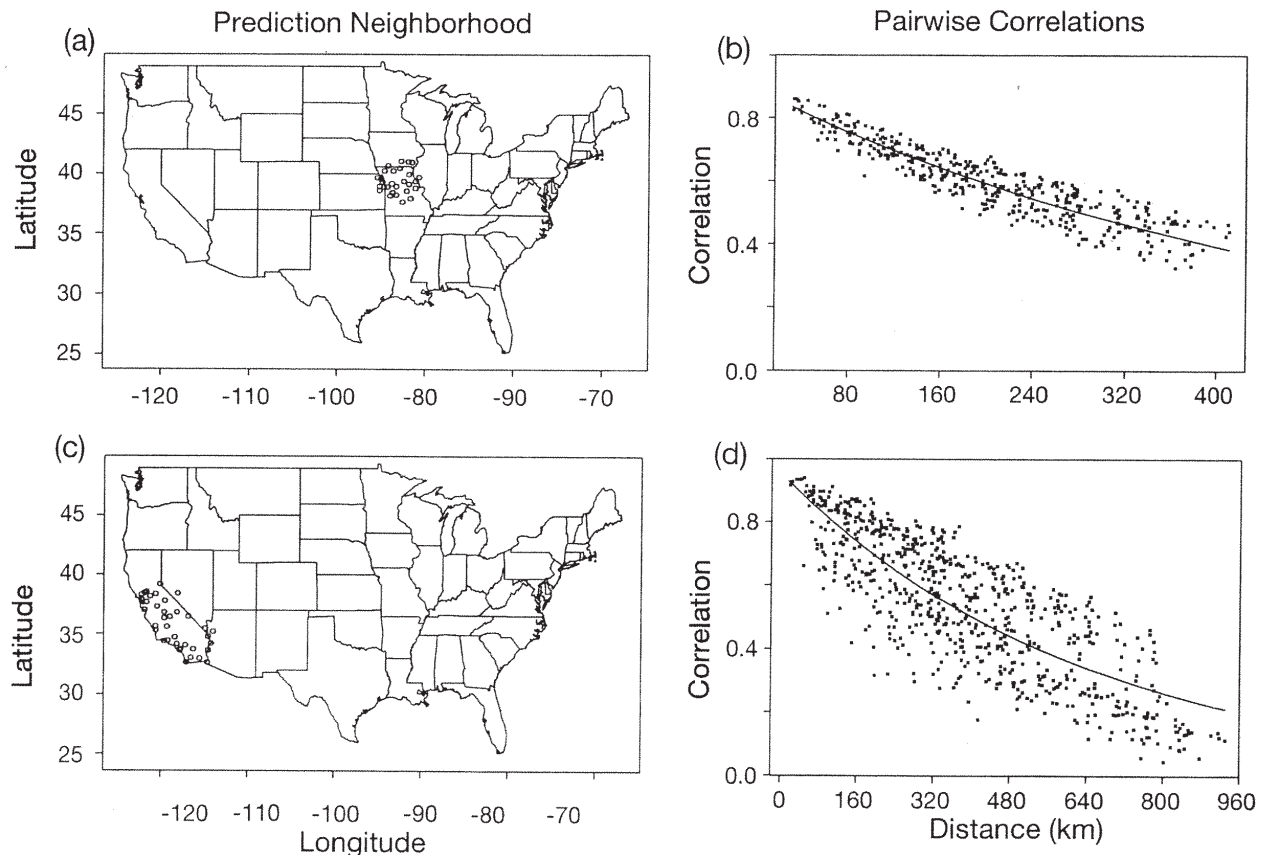 Prediction Neighborhood
Pairwise Correlations
(a)
Latitude
45
40
35
30
25
-120 -110 -100 -80 -90 -70
(b)
Correlation
0.8
0.4
0.0
80 160 240 320 400
(c)
Latitude
45
40
35
30
25
-120 -110 -100 -90 -80 -70
Longitude
(d)
Correlation
0.8
0.4
0.0
0 160 320 480 640 800 960
Distance (km)